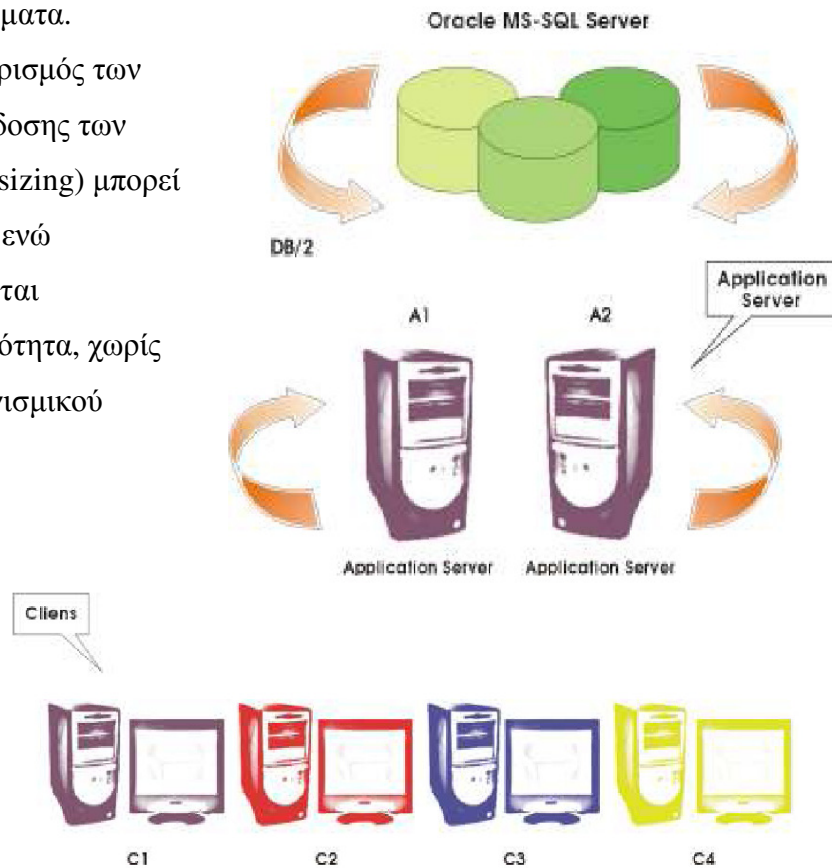 ματα.
ρισμός των
δοσης των
sizing) μπορεί
ενώ
ται
ότητα, χωρίς
γισμικού
Oracle MS-SQL Server
DB/2
Application
Server
A1
A2
Application Server
Application Server
Cliens
C1
C2
C3
C4